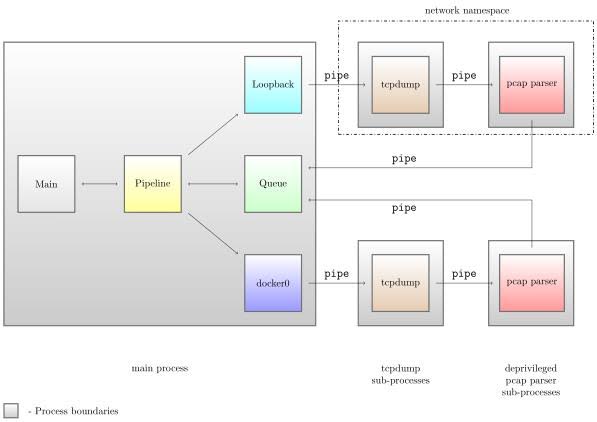 network namespace
Loopback
pipe
tcpdump
pipe
pcap parser
pipe
Main
Pipeline
Queue
pipe
docker0
pipe
tcpdump
pipe
pcap parser
main process
tcpdump
sub-processes
deprivileged
pcap parser
sub-processes
- Process boundaries